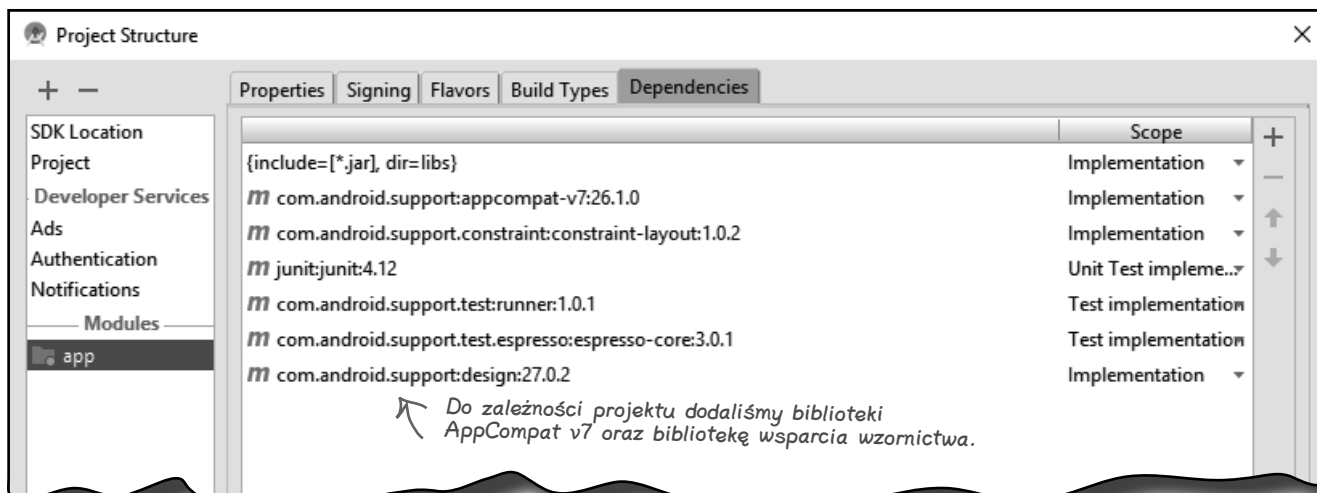 Project Structure
Properties Signing Flavors Build Types Dependencies
SDK Location
Project
Developer Services
Ads
Authentication
Notifications
Modules
app
Scope
{include=[*.jar], dir=libs} Implementation
m com.android.support:appcompat-v7:26.1.0 Implementation
m com.android.support.constraint:constraint-layout:1.0.2 Implementation
m junit:junit:4.12 Unit Test impleme...
m com.android.support.test:runner:1.0.1 Test implementation
m com.android.support.test.espresso:espresso-core:3.0.1 Test implementation
m com.android.support:design:27.0.2 Implementation
Do zależności projektu dodaliśmy biblioteki
AppCompat v7 oraz bibliotekę wsparcia wzornictwa.